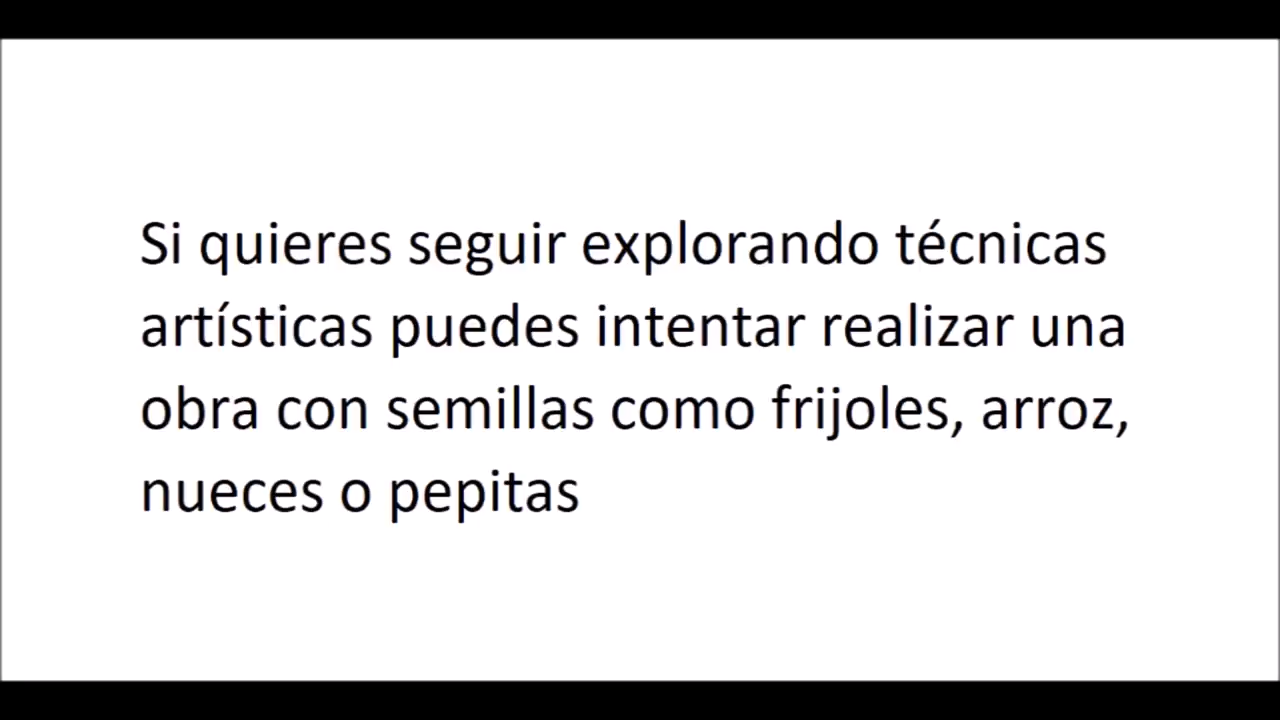 Si quieres seguir explorando técnicas
artísticas puedes intentar realizar una
obra con semillas como frijoles, arroz,
nueces o pepitas